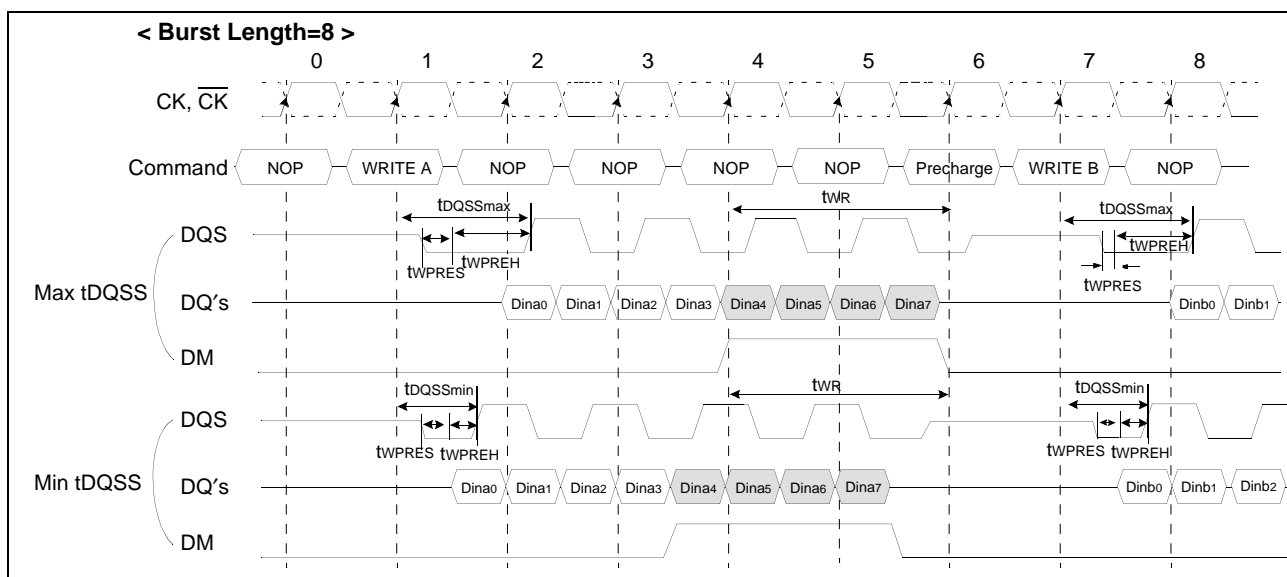 < Burst Length=8 >
0 1 2 3 4 5 6 7 8
CK, CK
Command NOP WRITE A NOP NOP NOP NOP Precharge WRITE B NOP
tDQSSmax tWR tDQSSmax
DQS
tWPRES tWPREH tWPREH
tWPRES
Max tDQSS
DQ's Dina0 Dina1 Dina2 Dina3 Dina4 Dina5 Dina6 Dina7 Dinb0 Dinb1
DM
tDQSSmin tWR tDQSSmin
DQS
tWPRES tWPREH tWPRES tWPREH
Min tDQSS
DQ's Dina0 Dina1 Dina2 Dina3 Dina4 Dina5 Dina6 Dina7 Dinb0 Dinb1 Dinb2
DM